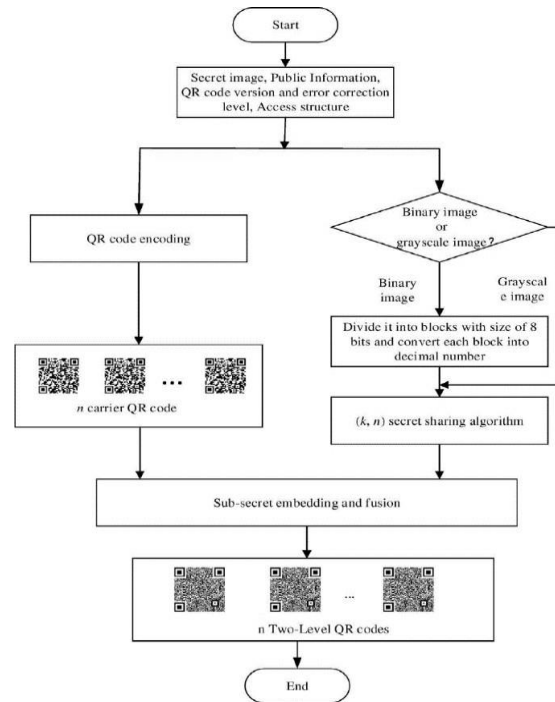 Start
Secret image, Public Information,
QR code version and error correction
level, Access structure
QR code encoding
Binary image
or
grayscale image?
Binary
image
Grayscal
e image
Divide it into blocks with size of 8
bits and convert each block into
decimal number
...
n carrier QR code
(k, n) secret sharing algorithm
Sub-secret embedding and fusion
...
n Two-Level QR codes
End